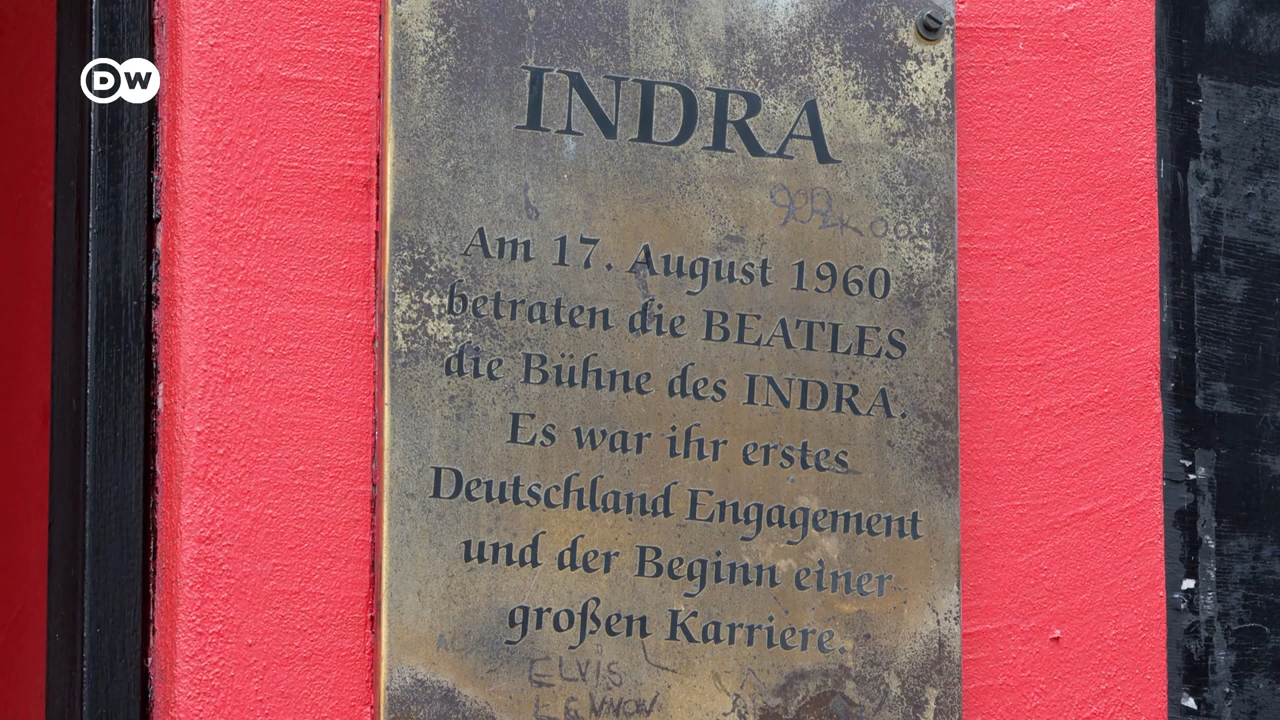 DW
INDRA
Am 17. August 1960
betraten die BEATLES
die Bühne des INDRA.
Es war ihr erstes
Deutschland Engagement
und der Beginn einer
großen Karriere.
ELVIS